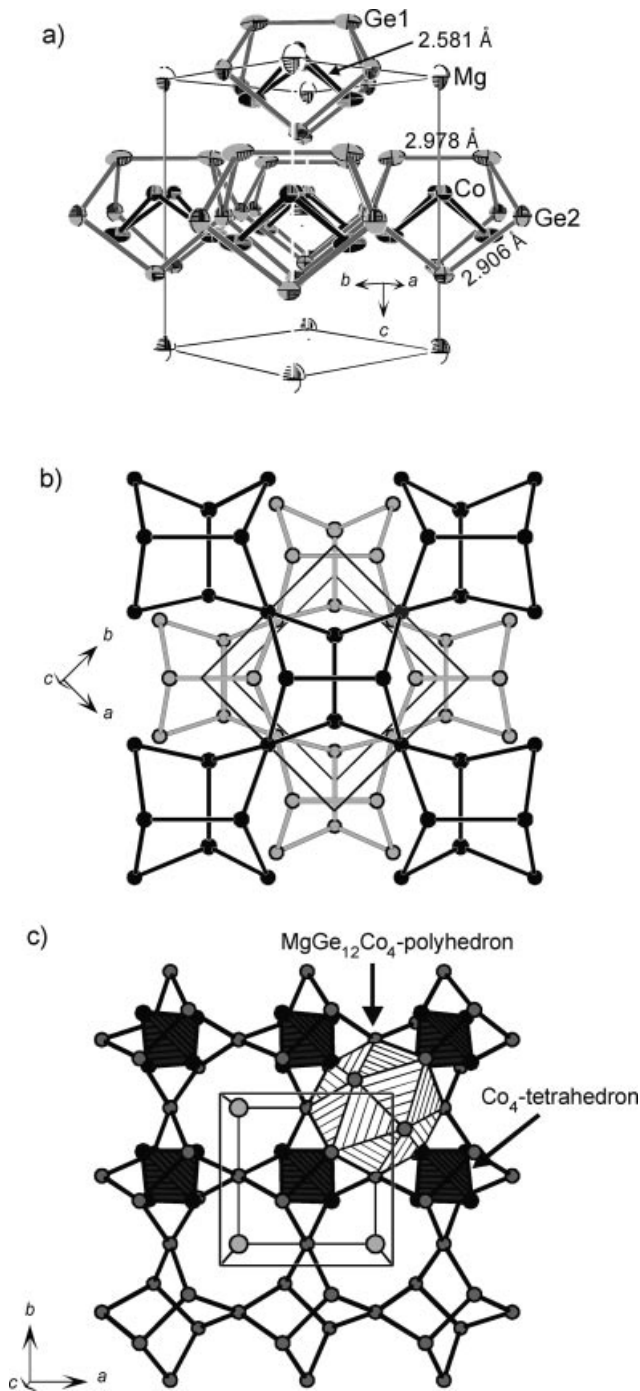 a)
Ge1
2.581 Å
Mg
2.978 Å
Co
Ge2
2.906 Å
b
a
c
b)
b
c
a
c)
MgGe12Co4-polyhedron
Co4-tetrahedron
b
c
a